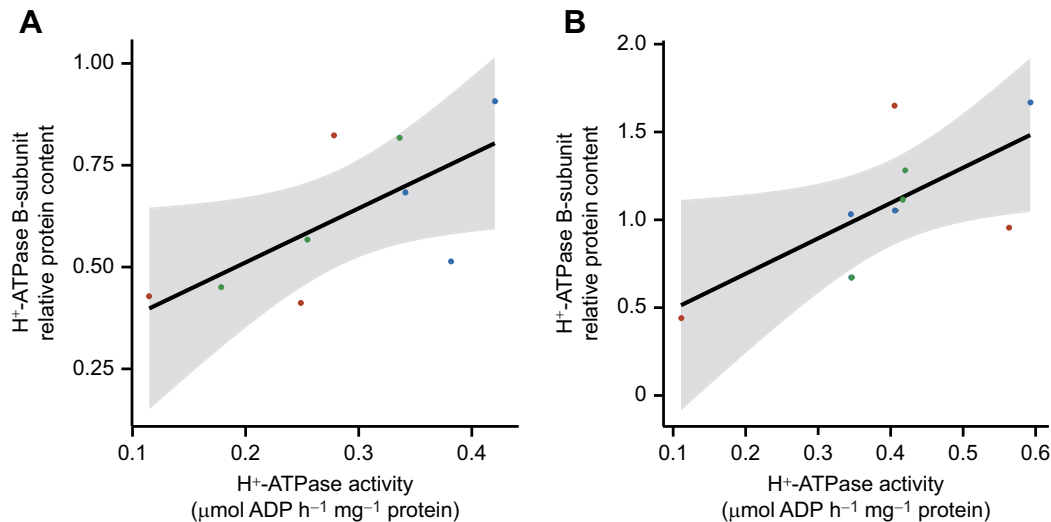 A
H⁺-ATPase B-subunit
relative protein content
1.00
0.75
0.50
0.25
0.1
0.2
0.3
0.4
H⁺-ATPase activity
(μmol ADP h⁻¹ mg⁻¹ protein)
B
H⁺-ATPase B-subunit
relative protein content
2.0
1.5
1.0
0.5
0
0.1
0.2
0.3
0.4
0.5
0.6
H⁺-ATPase activity
(μmol ADP h⁻¹ mg⁻¹ protein)